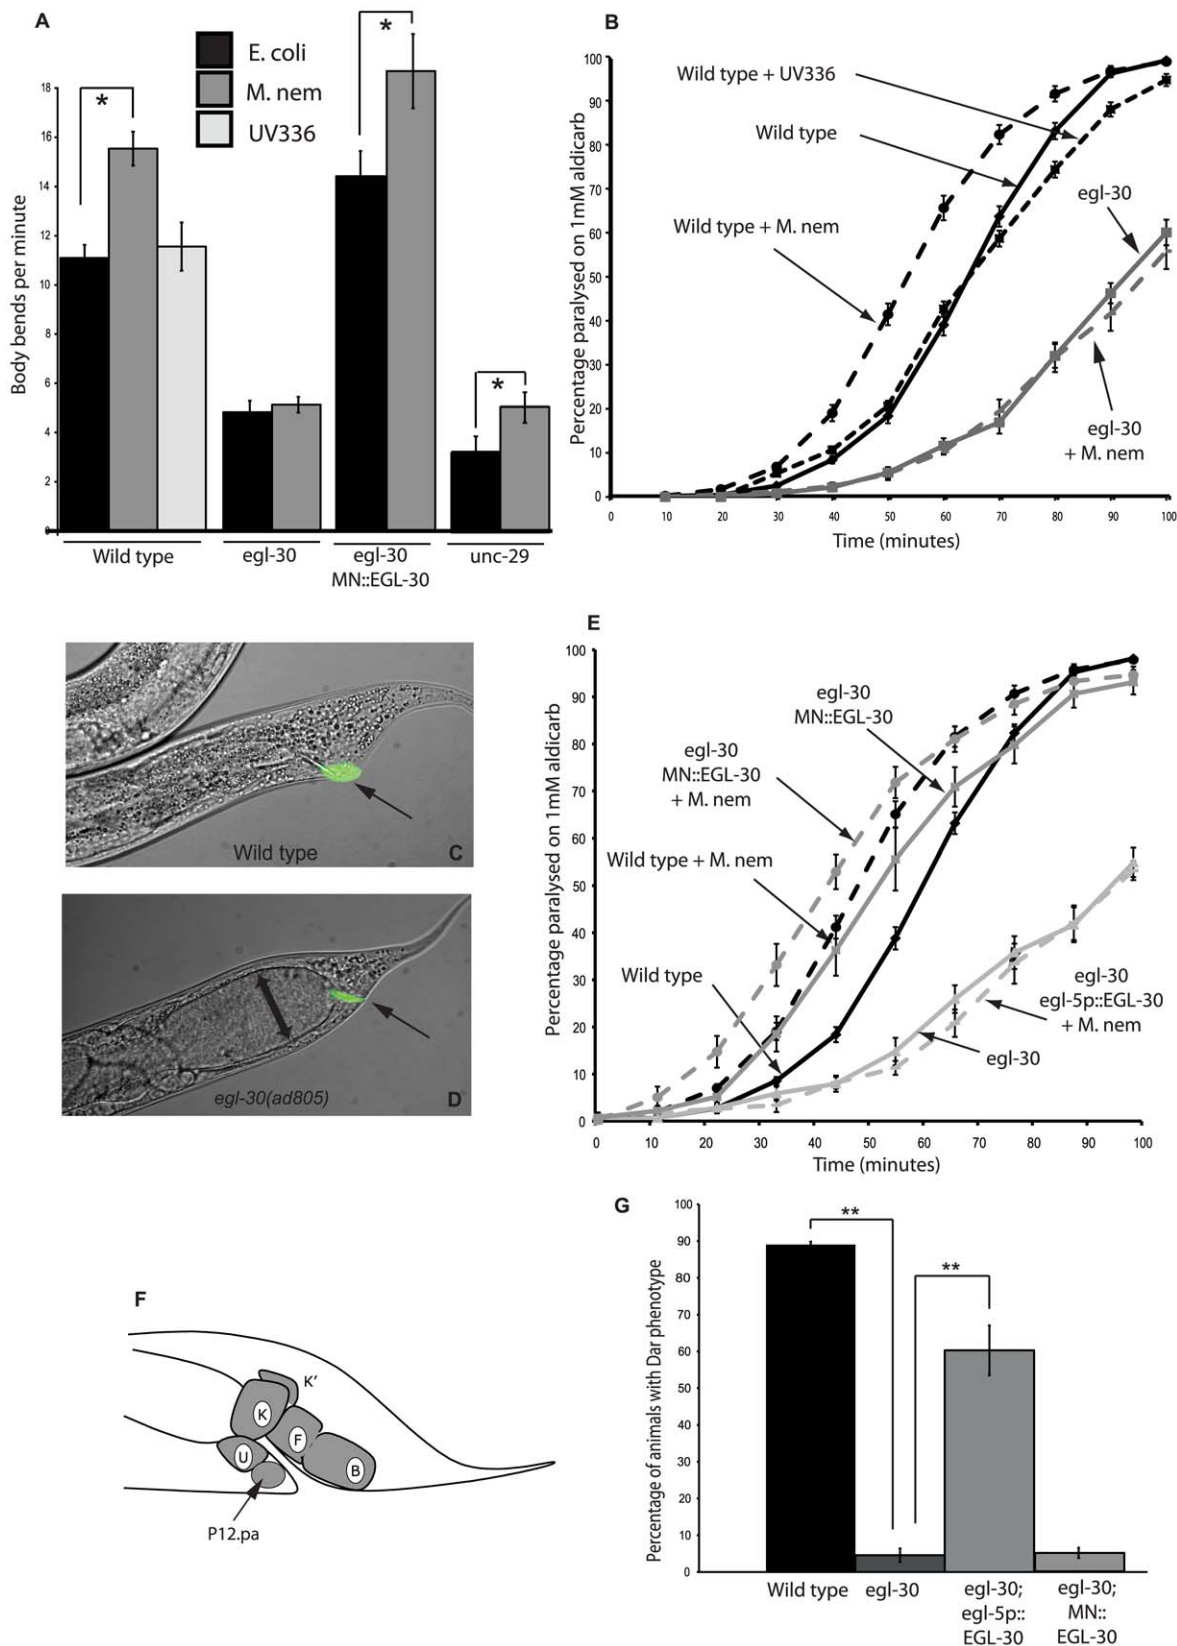 A
E. coli
M. nem
UV336
*
*
*
Body bends per minute
18
16
14
12
10
8
6
4
2
0
Wild type
egl-30
egl-30
MN::EGL-30
unc-29
B
Percentage paralysed on 1mM aldicarb
100
90
80
70
60
50
40
30
20
10
0
Wild type + UV336
Wild type
Wild type + M. nem
egl-30
egl-30
+ M. nem
0 10 20 30 40 50 60 70 80 90 100
Time (minutes)
Wild type
C
egl-30(ad805)
D
E
Percentage paralysed on 1mM aldicarb
100
90
80
70
60
50
40
30
20
10
0
egl-30
MN::EGL-30
egl-30
MN::EGL-30
+ M. nem
Wild type + M. nem
Wild type
egl-30
egl-5p::EGL-30
+ M. nem
egl-30
0 10 20 30 40 50 60 70 80 90 100
Time (minutes)
F
K'
K
F
U
B
P12.pa
G
Percentage of animals with Dar phenotype
100
90
80
70
60
50
40
30
20
10
0
**
**
Wild type
egl-30
egl-30;
egl-5p::
EGL-30
egl-30;
MN::
EGL-30